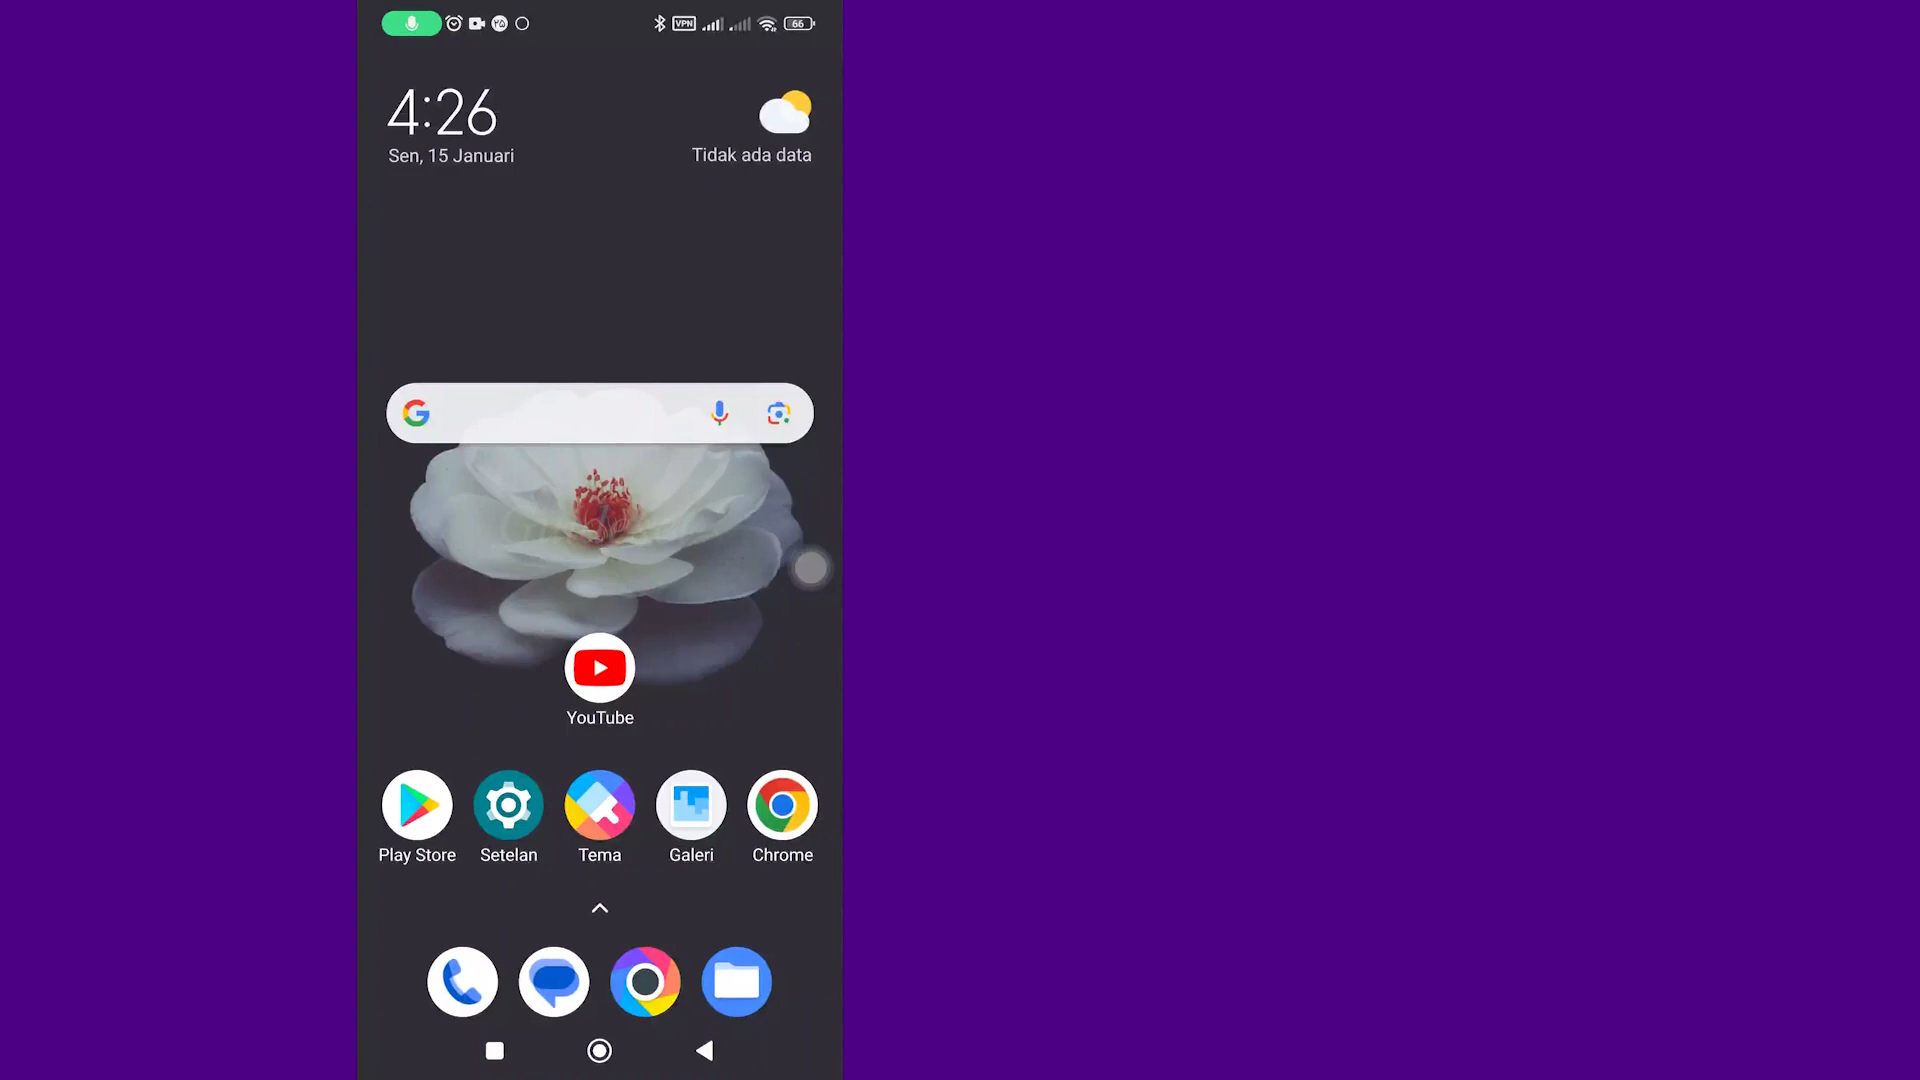 VPN
66
4:26
Sen, 15 Januari
Tidak ada data
YouTube
Play Store
Setelan
Tema
Galeri
Chrome